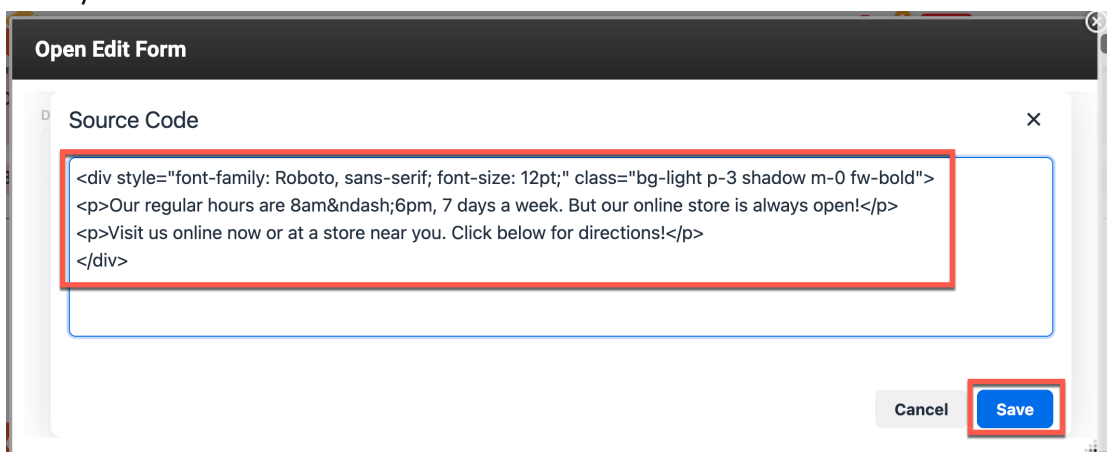 Open Edit Form
D
Source Code
<div style="font-family: Roboto, sans-serif; font-size: 12pt;" class="bg-light p-3 shadow m-0 fw-bold">
<p>Our regular hours are 8am&ndash;6pm, 7 days a week. But our online store is always open!</p>
<p>Visit us online now or at a store near you. Click below for directions!</p>
</div>
Cancel Save